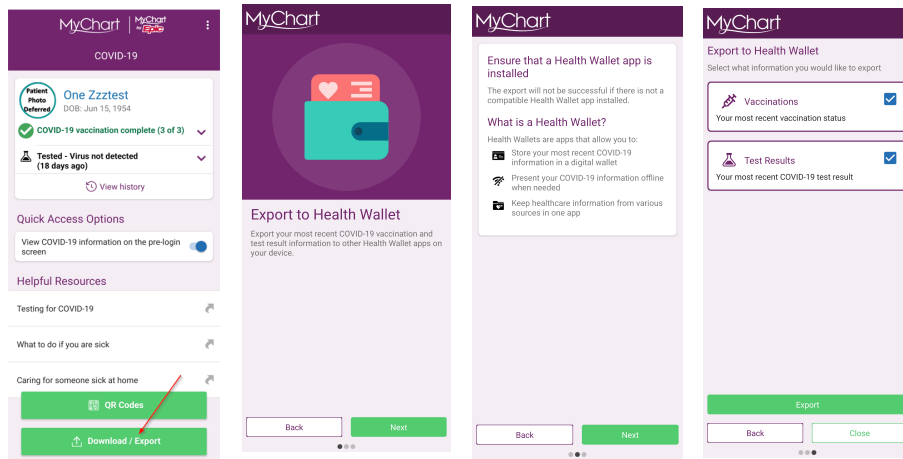 MyChart MyChart
by Epic
COVID-19
Patient
Photo
Deferred
One Zzztest
DOB: Jun 15, 1954
COVID-19 vaccination complete (3 of 3)
Tested - Virus not detected
(18 days ago)
View history
Quick Access Options
View COVID-19 information on the pre-login
screen
Helpful Resources
Testing for COVID-19
What to do if you are sick
Caring for someone sick at home
QR Codes
Download / Export
MyChart
Export to Health Wallet
Export your most recent COVID-19 vaccination and
test result information to other Health Wallet apps on
your device.
Back
Next
MyChart
Ensure that a Health Wallet app is
installed
The export will not be successful if there is not a
compatible Health Wallet app installed.
What is a Health Wallet?
Health Wallets are apps that allow you to:
Store your most recent COVID-19
information in a digital wallet
Present your COVID-19 information offline
when needed
Keep healthcare information from various
sources in one app
Back
Next
MyChart
Export to Health Wallet
Select what information you would like to export
Vaccinations
Your most recent vaccination status
Test Results
Your most recent COVID-19 test result
Export
Back
Close